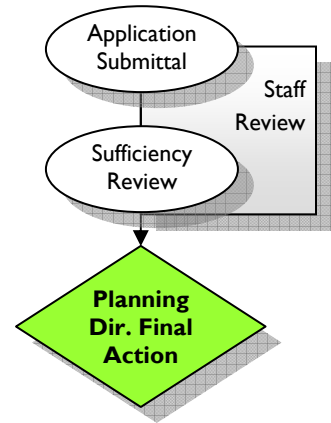 Application
Submittal
Staff
Review
Sufficiency
Review
Planning
Dir. Final
Action